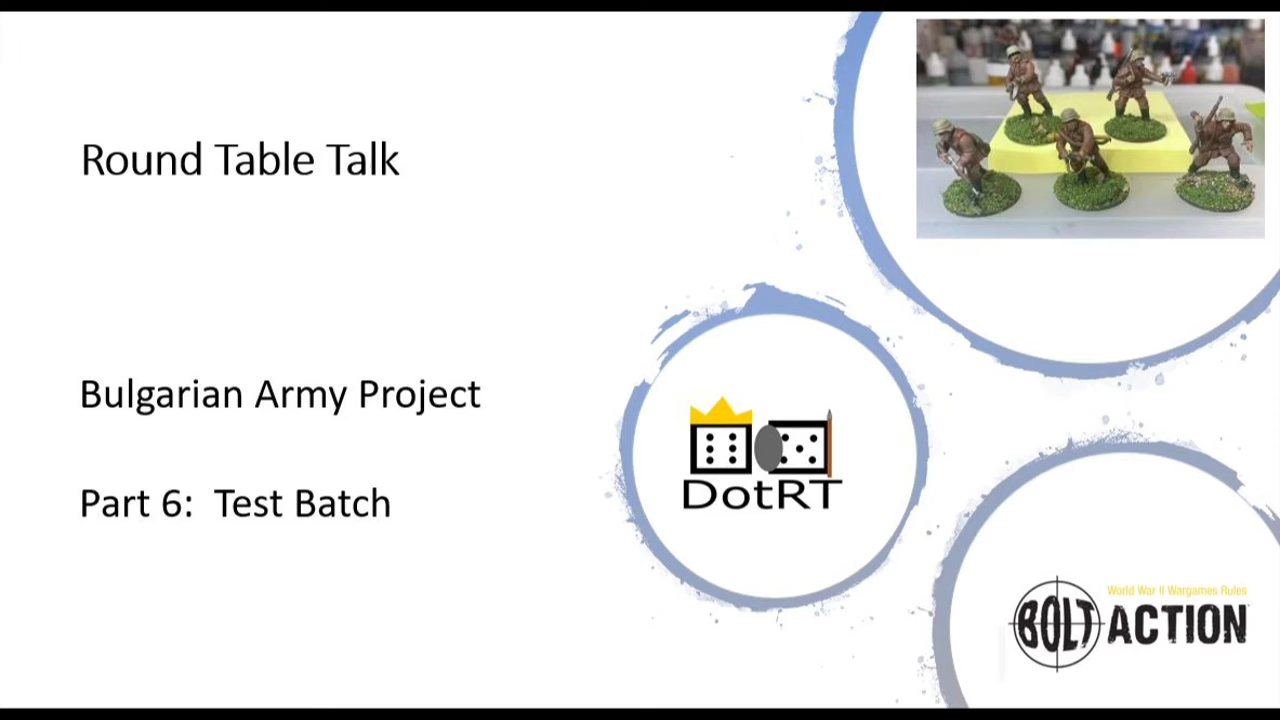 Round Table Talk
Bulgarian Army Project
Part 6: Test Batch
DotRT
World War II Wargames Rules
BOLT ACTION